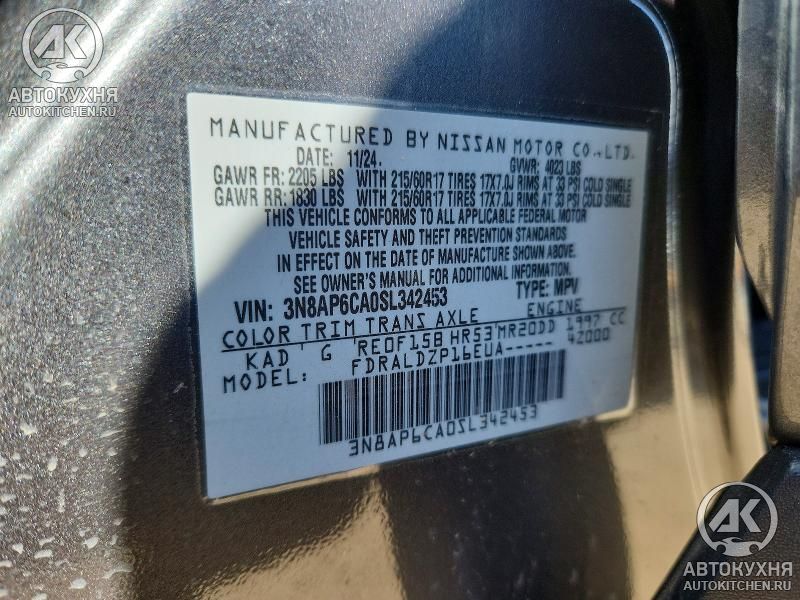 AK
АВТОКУХНЯ
AUTOKITCHEN.RU
MANUFACTURED BY NISSAN MOTOR CO.,LTD.
DATE: 11/24. GVWR: 4023 LBS
GAWR FR: 2205 LBS WITH 215/60R17 TIRES 17X7.0J RIMS AT 33 PSI COLD SINGLE
GAWR RR: 1830 LBS WITH 215/60R17 TIRES 17X7.0J RIMS AT 33 PSI COLD SINGLE
THIS VEHICLE CONFORMS TO ALL APPLICABLE FEDERAL MOTOR
VEHICLE SAFETY AND THEFT PREVENTION STANDARDS
IN EFFECT ON THE DATE OF MANUFACTURE SHOWN ABOVE.
SEE OWNER'S MANUAL FOR ADDITIONAL INFORMATION.
VIN: 3N8AP6CA0SL342453 TYPE: MPV
COLOR TRIM TRANS AXLE ENGINE
KAD G RE0F15B HR53 MR20DD 1997 CC
MODEL: FDRALDZP16EUA----- 42000
3N8AP6CA0SL342453
AK
АВТОКУХНЯ
AUTOKITCHEN.RU